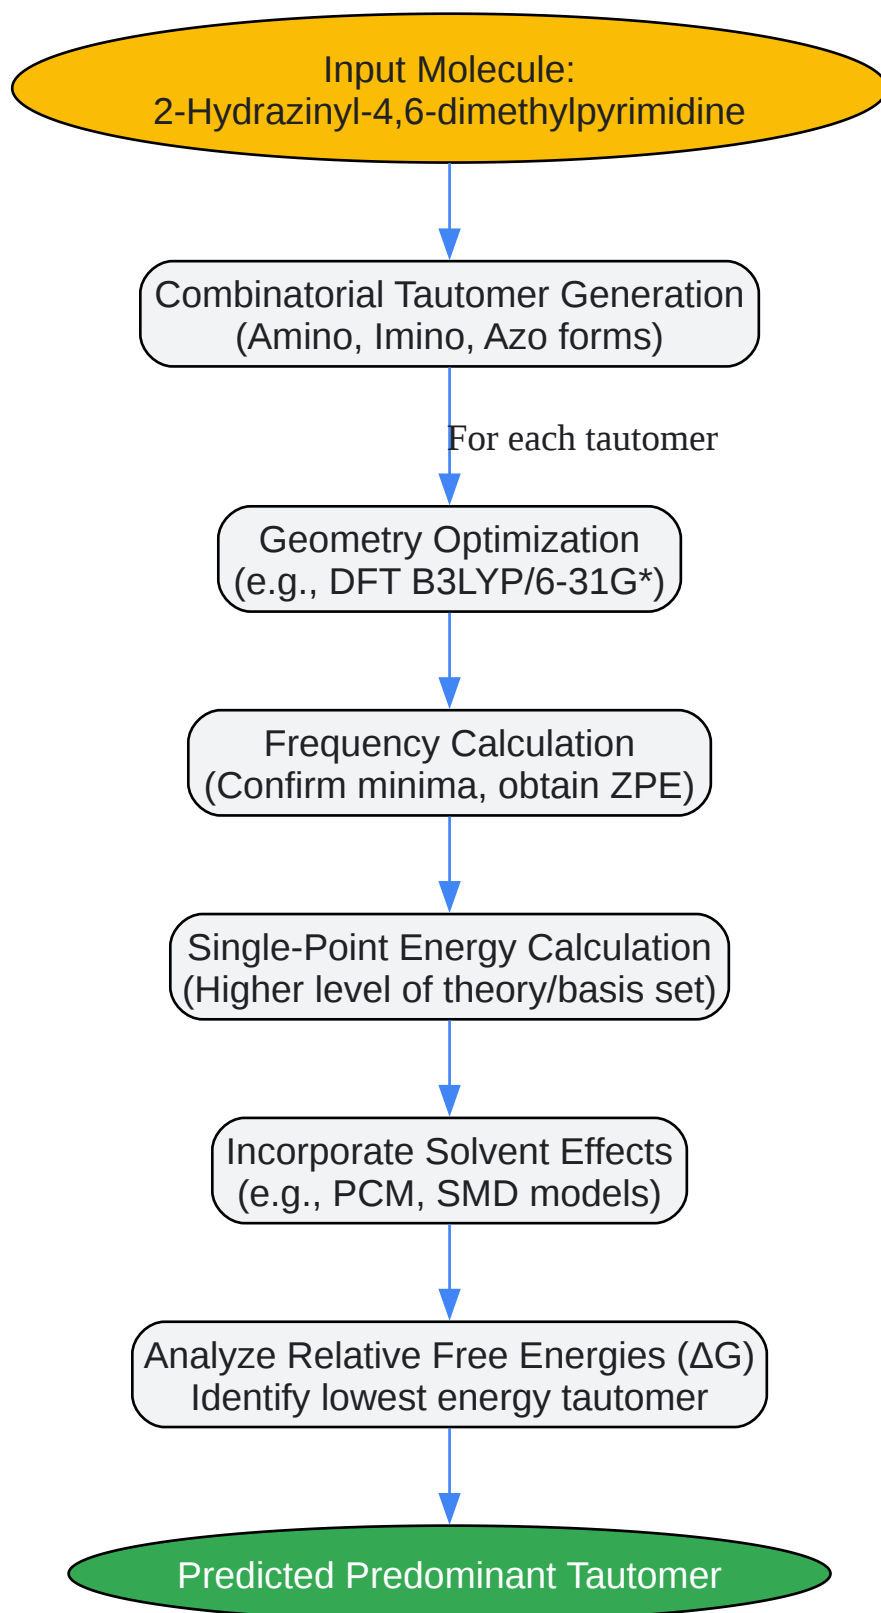 Input Molecule:
2-Hydrazinyl-4,6-dimethylpyrimidine
Combinatorial Tautomer Generation
(Amino, Imino, Azo forms)
For each tautomer
Geometry Optimization
(e.g., DFT B3LYP/6-31G*)
Frequency Calculation
(Confirm minima, obtain ZPE)
Single-Point Energy Calculation
(Higher level of theory/basis set)
Incorporate Solvent Effects
(e.g., PCM, SMD models)
Analyze Relative Free Energies (ΔG)
Identify lowest energy tautomer
Predicted Predominant Tautomer